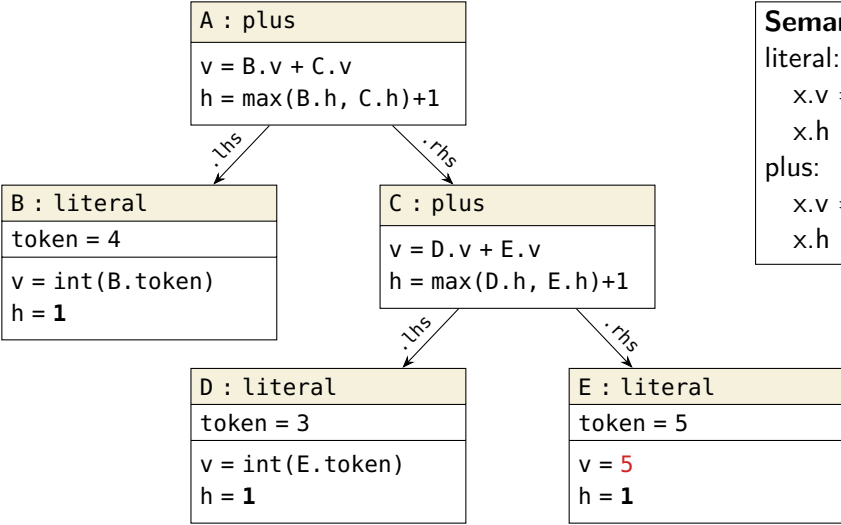 A : plus
v = B.v + C.v
h = max(B.h, C.h)+1
.lhs
.rhs
B : literal
token = 4
v = int(B.token)
h = 1
C : plus
v = D.v + E.v
h = max(D.h, E.h)+1
.lhs
.rhs
D : literal
token = 3
v = int(E.token)
h = 1
E : literal
token = 5
v = 5
h = 1
literal:
x.v
x.h
plus:
x.v
x.h